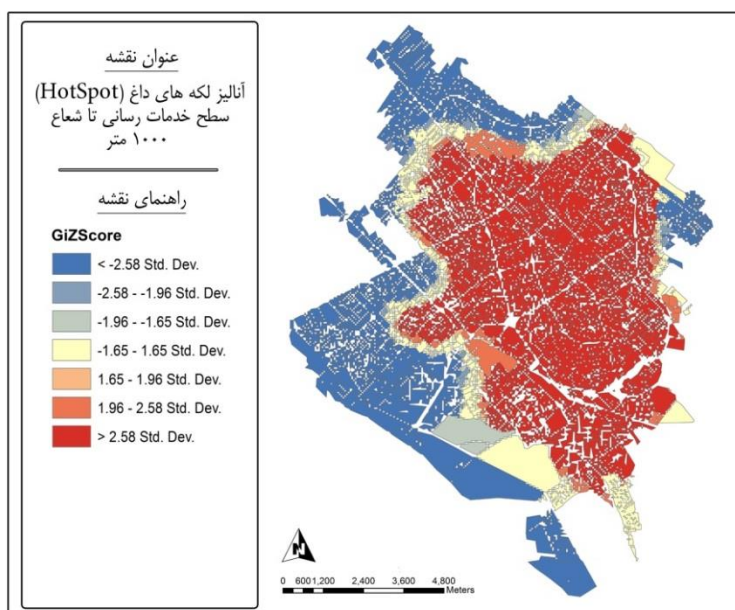 عنوان نقشه
آنالیز لکه های داغ (HotSpot)
سطح خدمات رسانی تا شعاع
۱۰۰۰ متر
راهنمای نقشه
GiZScore
< -2.58 Std. Dev.
-2.58 - -1.96 Std. Dev.
-1.96 - -1.65 Std. Dev.
-1.65 - 1.65 Std. Dev.
1.65 - 1.96 Std. Dev.
1.96 - 2.58 Std. Dev.
> 2.58 Std. Dev.
N
0 600 1,200 2,400 3,600 4,800
Meters